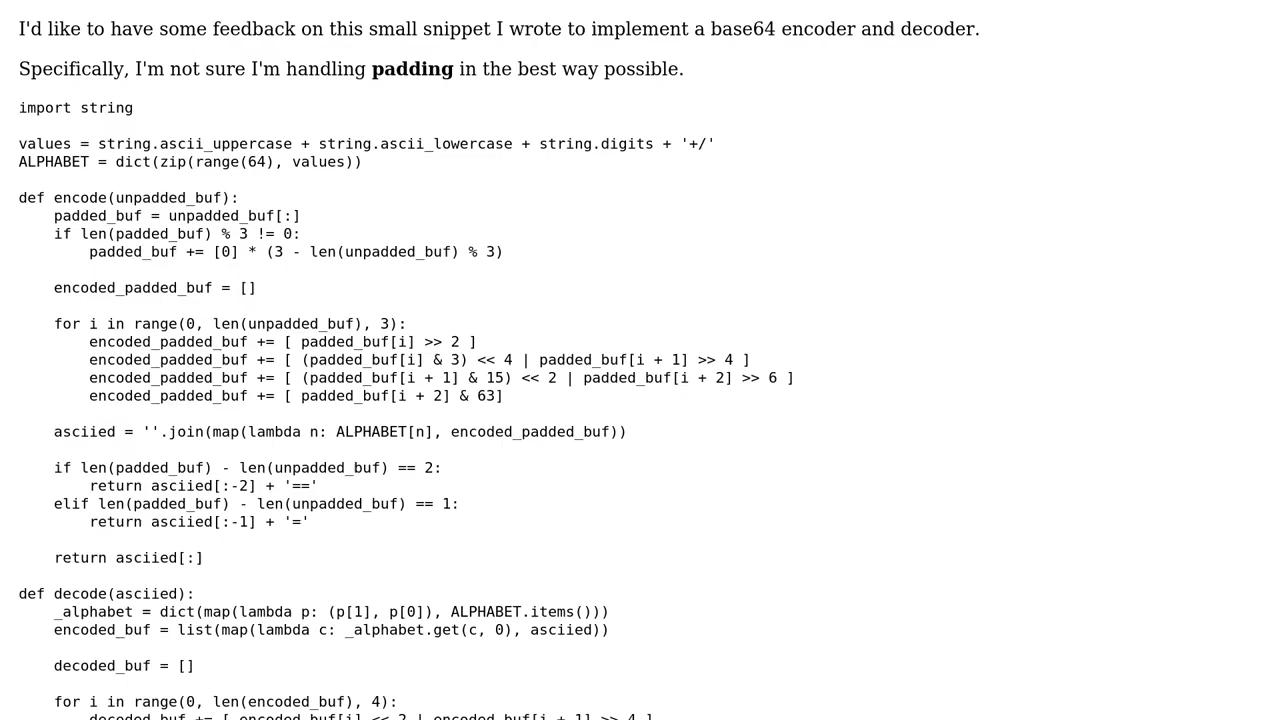 I'd like to have some feedback on this small snippet I wrote to implement a base64 encoder and decoder.
Specifically, I'm not sure I'm handling padding in the best way possible.
import string
values = string.ascii_uppercase + string.ascii_lowercase + string.digits + '+/'
ALPHABET = dict(zip(range(64), values))
def encode(unpadded_buf):
    padded_buf = unpadded_buf[:]
    if len(padded_buf) % 3 != 0:
        padded_buf += [0] * (3 - len(unpadded_buf) % 3)
    encoded_padded_buf = []
    for i in range(0, len(unpadded_buf), 3):
        encoded_padded_buf += [ padded_buf[i] >> 2 ]
        encoded_padded_buf += [ (padded_buf[i] & 3) << 4 | padded_buf[i + 1] >> 4 ]
        encoded_padded_buf += [ (padded_buf[i + 1] & 15) << 2 | padded_buf[i + 2] >> 6 ]
        encoded_padded_buf += [ padded_buf[i + 2] & 63]
    asciied = ''.join(map(lambda n: ALPHABET[n], encoded_padded_buf))
    if len(padded_buf) - len(unpadded_buf) == 2:
        return asciied[:-2] + '=='
    elif len(padded_buf) - len(unpadded_buf) == 1:
        return asciied[:-1] + '='
    return asciied[:]
def decode(asciied):
    _alphabet = dict(map(lambda p: (p[1], p[0]), ALPHABET.items()))
    encoded_buf = list(map(lambda c: _alphabet.get(c, 0), asciied))
    decoded_buf = []
    for i in range(0, len(encoded_buf), 4):
        decoded_buf += [ encoded_buf[i] << 2 | encoded_buf[i + 1] >> 4 ]